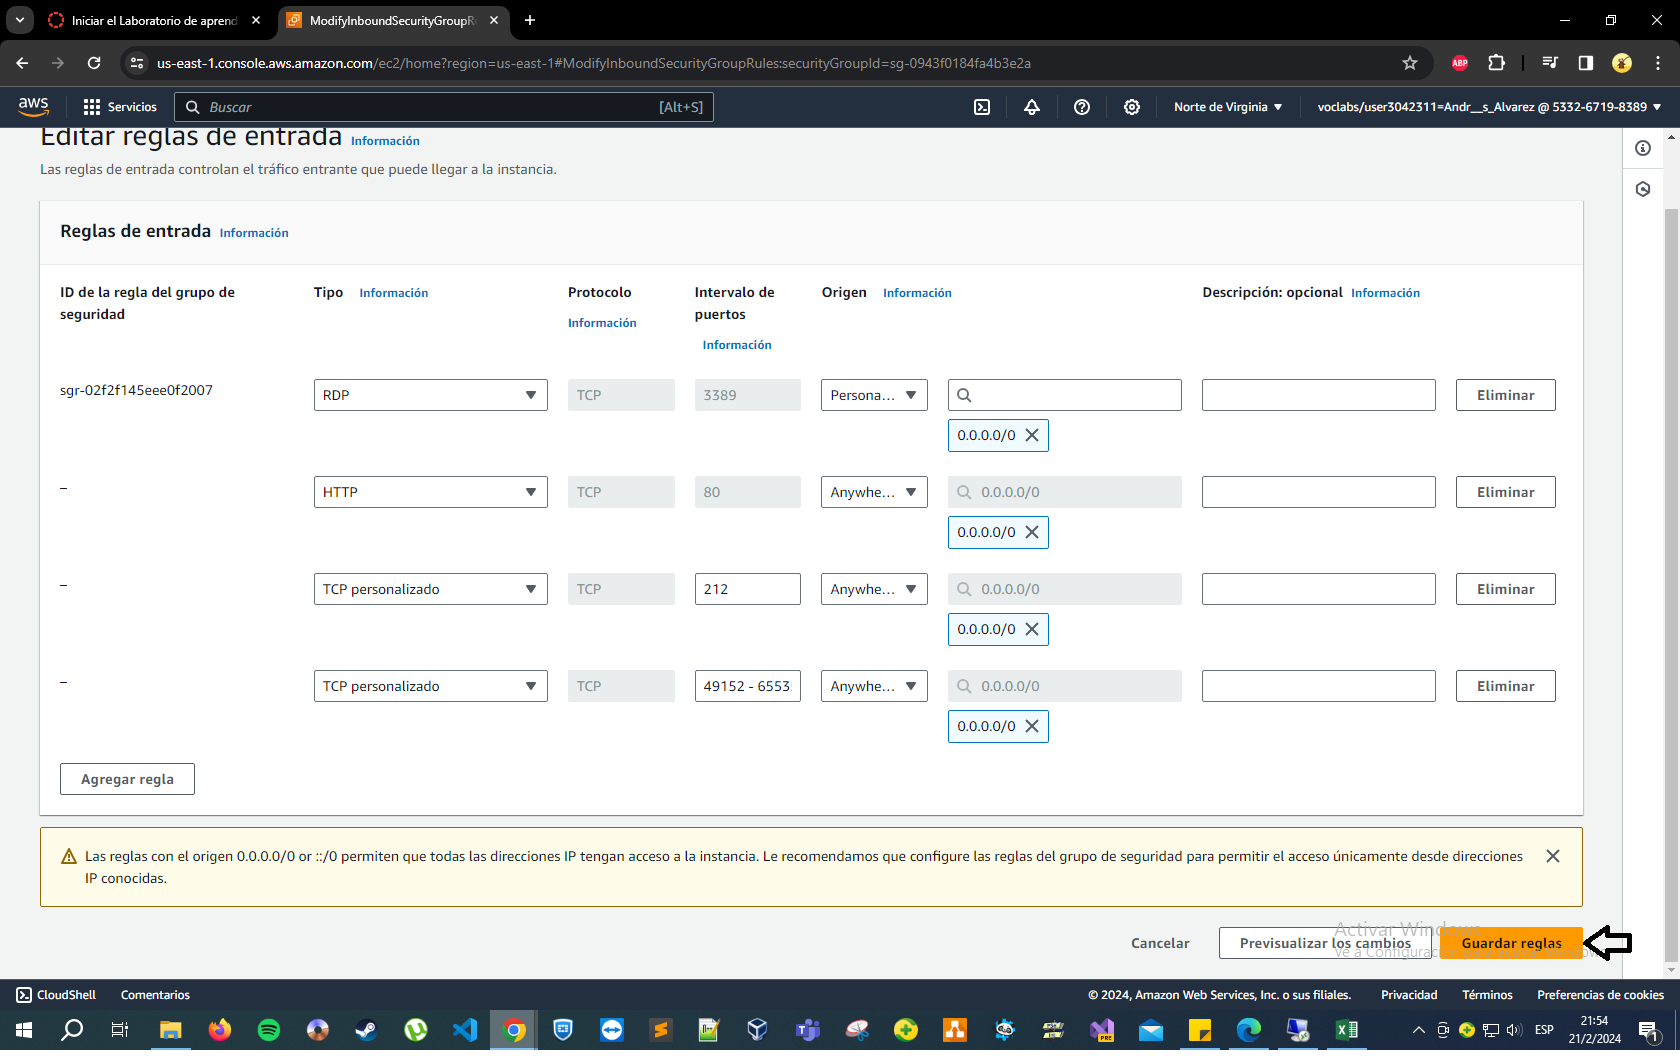 Iniciar el Laboratorio de aprend
ModifyInboundSecurityGroupRu
us-east-1.console.aws.amazon.com/ec2/home?region=us-east-1#ModifyInboundSecurityGroupRules:securityGroupId=sg-0943f0184fa4b3e2a
ABP
aws
Servicios
Buscar
[Alt+S]
Norte de Virginia
voclabs/user3042311=Andr__s_Alvarez @ 5332-6719-8389
Editar reglas de entrada Información
Las reglas de entrada controlan el tráfico entrante que puede llegar a la instancia.
Reglas de entrada Información
ID de la regla del grupo de seguridad
Tipo Información
Protocolo Información
Intervalo de puertos Información
Origen Información
Descripción: opcional Información
sgr-02f2f145eee0f2007
RDP
TCP
3389
Persona...
0.0.0.0/0
Eliminar
–
HTTP
TCP
80
Anywhe...
0.0.0.0/0
0.0.0.0/0
Eliminar
–
TCP personalizado
TCP
212
Anywhe...
0.0.0.0/0
0.0.0.0/0
Eliminar
–
TCP personalizado
TCP
49152 - 6553
Anywhe...
0.0.0.0/0
0.0.0.0/0
Eliminar
Agregar regla
Las reglas con el origen 0.0.0.0/0 or ::/0 permiten que todas las direcciones IP tengan acceso a la instancia. Le recomendamos que configure las reglas del grupo de seguridad para permitir el acceso únicamente desde direcciones
IP conocidas.
Activar Windows
Cancelar
Previsualizar los cambios
Guardar reglas
CloudShell
Comentarios
© 2024, Amazon Web Services, Inc. o sus filiales.
Privacidad
Términos
Preferencias de cookies
PRE
ESP
21:54
21/2/2024
1